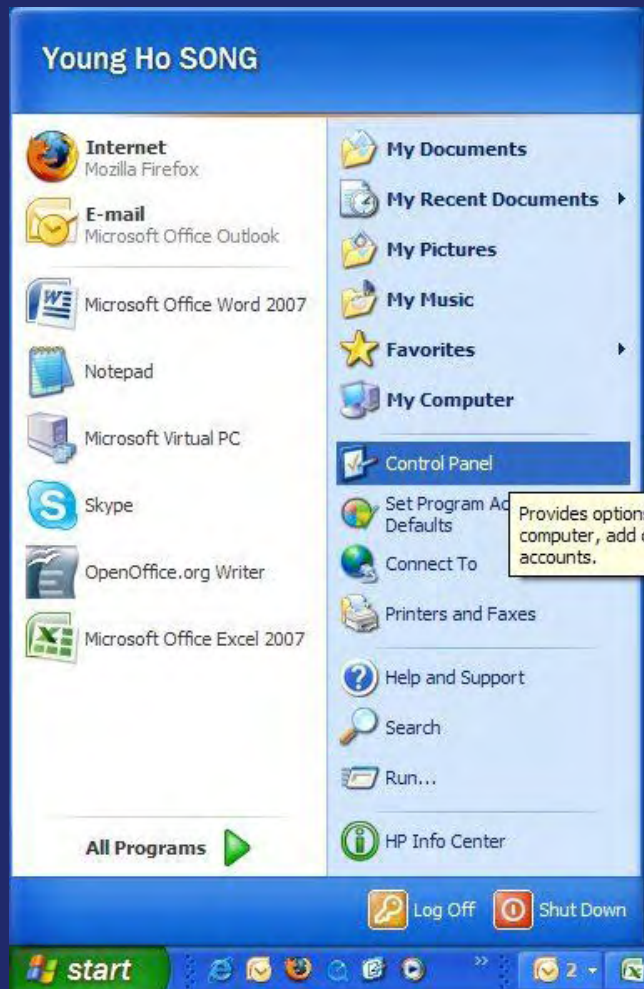 Young Ho SONG
Internet
Mozilla Firefox
E-mail
Microsoft Office Outlook
Microsoft Office Word 2007
Notepad
Microsoft Virtual PC
Skype
OpenOffice.org Writer
Microsoft Office Excel 2007
All Programs
My Documents
My Recent Documents
My Pictures
My Music
Favorites
My Computer
Control Panel
Set Program Ac
Defaults
Provides options
computer, add
accounts.
Connect To
Printers and Faxes
Help and Support
Search
Run...
HP Info Center
Log Off
Shut Down
start
2